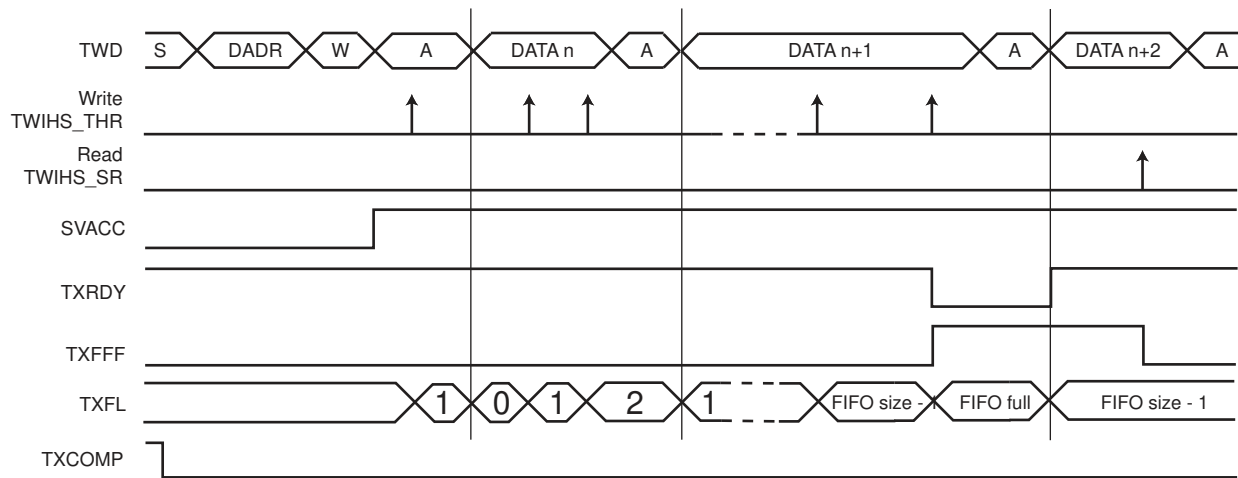 TWD S DADR W A DATA n A DATA n+1 A DATA n+2 A
Write
TWIHS_THR
Read
TWIHS_SR
SVACC
TXRDY
TXFFF
TXFL 1 0 1 2 1 FIFO size - 1 FIFO full FIFO size - 1
TXCOMP